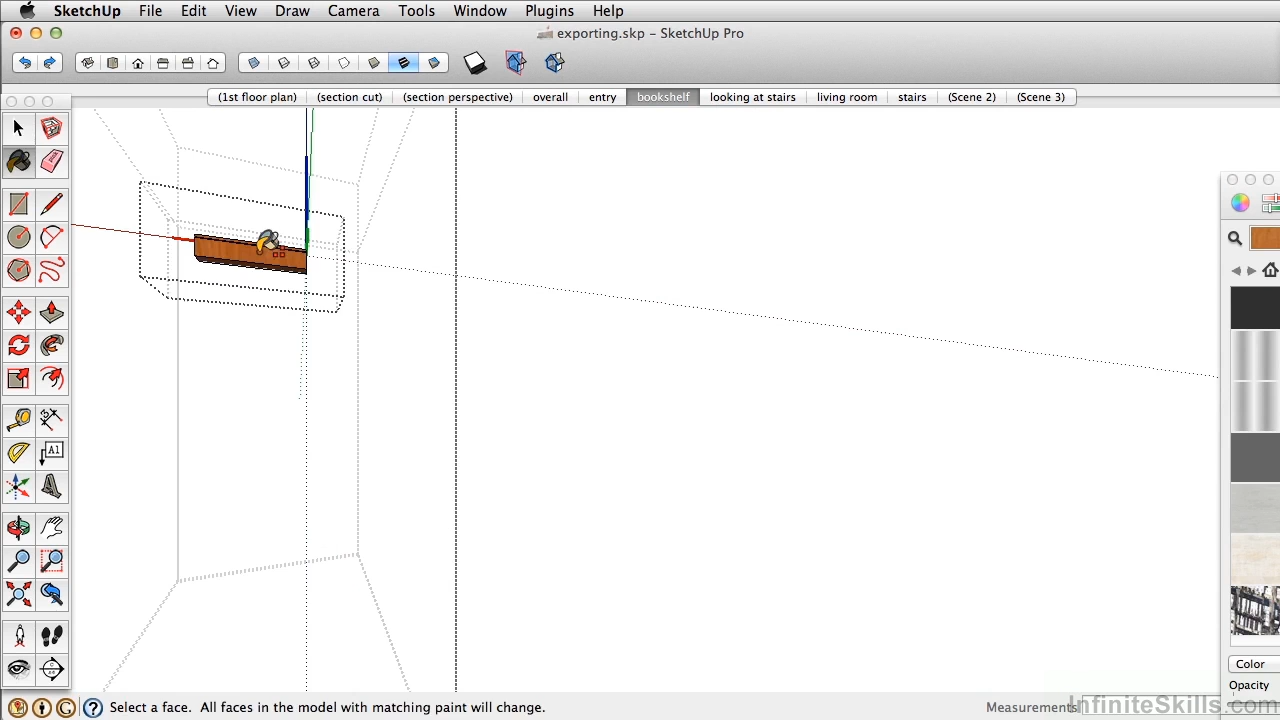 SketchUp File Edit View Draw Camera Tools Window Plugins Help
exporting.skp – SketchUp Pro
(1st floor plan) (section cut) (section perspective) overall entry bookshelf looking at stairs living room stairs (Scene 2) (Scene 3)
A1
Color
Opacity
Select a face. All faces in the model with matching paint will change.
Measurements
InfiniteSkills.com